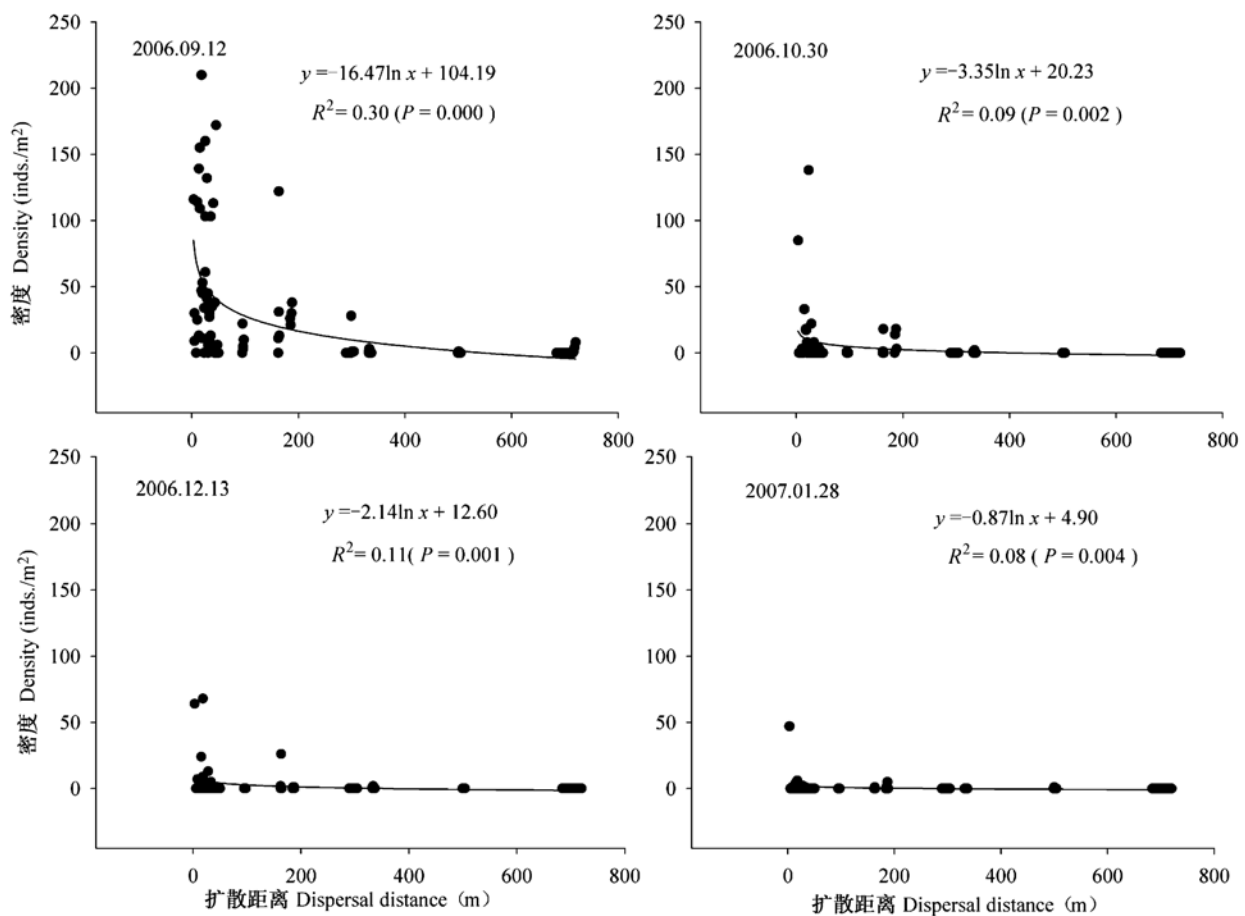 250
200
150
100
50
0
密度 Density (inds./m²)
2006.09.12
y =−16.47ln x + 104.19
R² = 0.30 (P = 0.000 )
0 200 400 600 800
250
200
150
100
50
0
2006.10.30
y =−3.35ln x + 20.23
R² = 0.09 (P = 0.002 )
0 200 400 600 800
250
200
150
100
50
0
密度 Density (inds./m²)
2006.12.13
y =−2.14ln x + 12.60
R² = 0.11( P = 0.001 )
0 200 400 600 800
扩散距离 Dispersal distance (m)
250
200
150
100
50
0
2007.01.28
y =−0.87ln x + 4.90
R² = 0.08 ( P = 0.004 )
0 200 400 600 800
扩散距离 Dispersal distance (m)